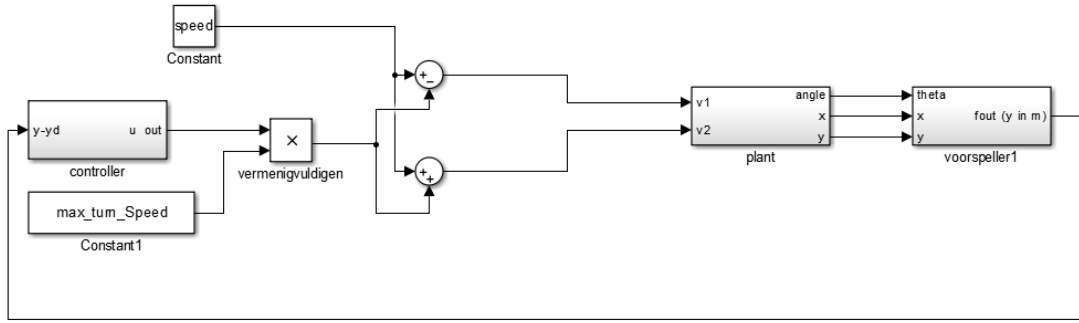 speed
Constant
y-yd
u out
controller
×
vermenigvuldigen
max_turn_Speed
Constant1
+
−
+
+
v1
v2
angle
x
y
plant
theta
x
y
fout (y in m)
voorspeller1